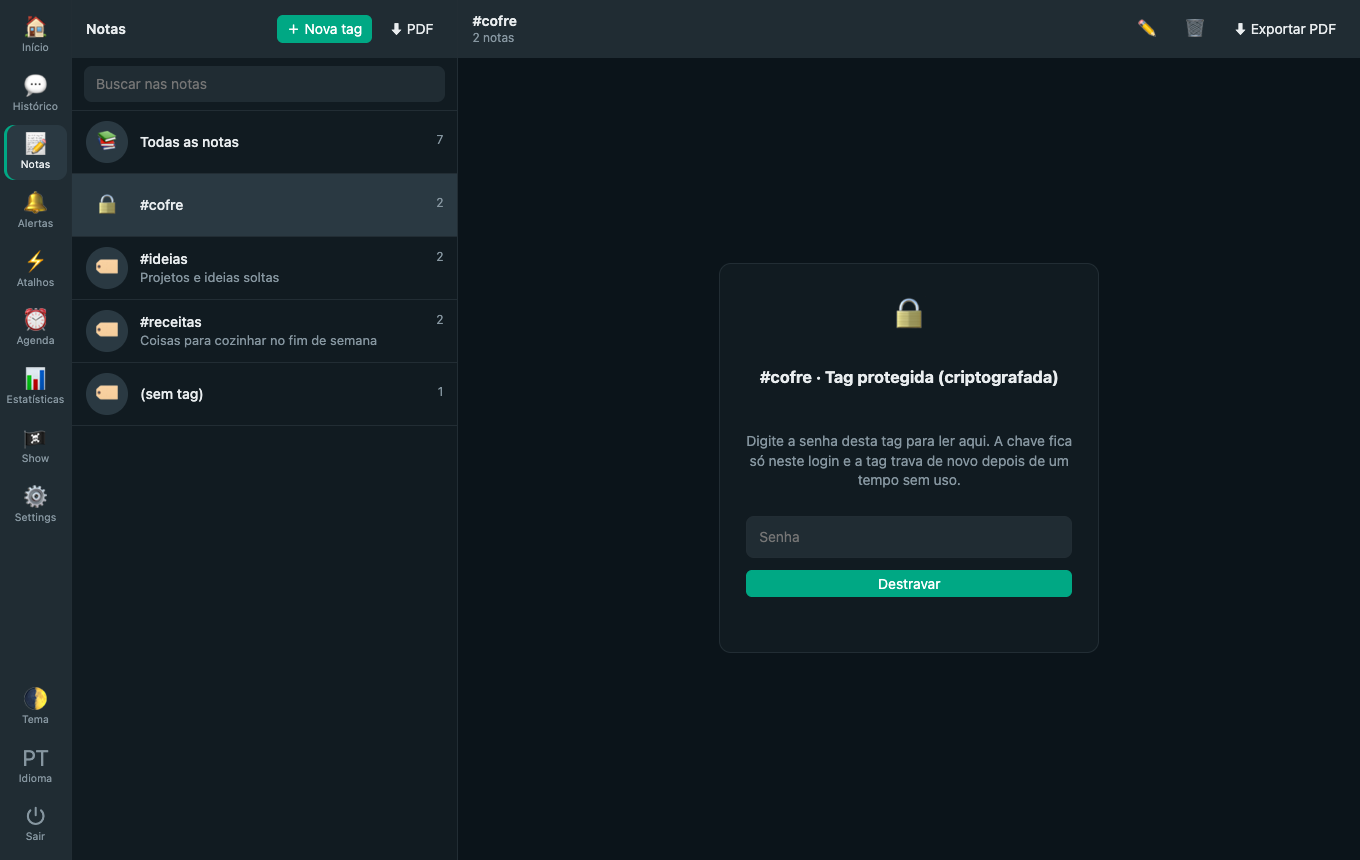 Início
Histórico
Notas
Alertas
Atalhos
Agenda
Estatísticas
Show
Settings
Tema
PT
Idioma
Sair
Notas
+ Nova tag
⬇ PDF
Buscar nas notas
Todas as notas
7
#cofre
2
#ideias
2
Projetos e ideias soltas
#receitas
2
Coisas para cozinhar no fim de semana
(sem tag)
1
#cofre
2 notas
⬇ Exportar PDF
#cofre · Tag protegida (criptografada)
Digite a senha desta tag para ler aqui. A chave fica
só neste login e a tag trava de novo depois de um
tempo sem uso.
Senha
Destravar